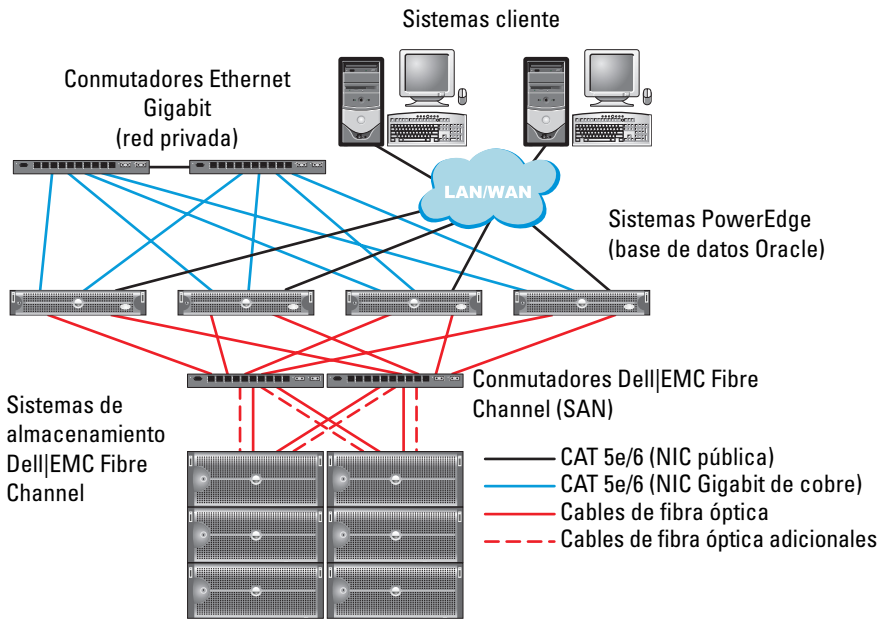 Sistemas cliente
Conmutadores Ethernet
Gigabit
(red privada)
LAN/WAN
Sistemas PowerEdge
(base de datos Oracle)
Conmutadores Dell|EMC Fibre
Channel (SAN)
Sistemas de
almacenamiento
Dell|EMC Fibre
Channel
CAT 5e/6 (NIC pública)
CAT 5e/6 (NIC Gigabit de cobre)
Cables de fibra óptica
Cables de fibra óptica adicionales